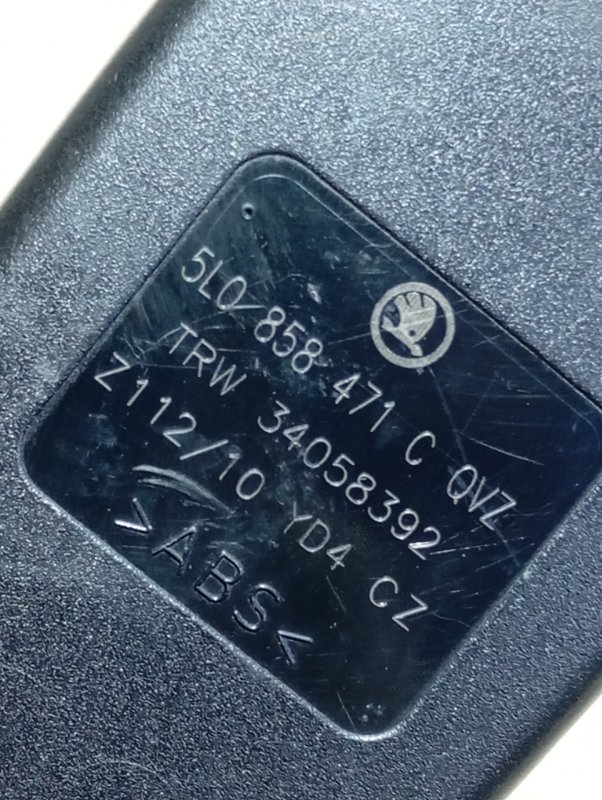 5L0 858 471 C QVZ
TRW 34058392
Z112/10 YD4 CZ
>ABS<